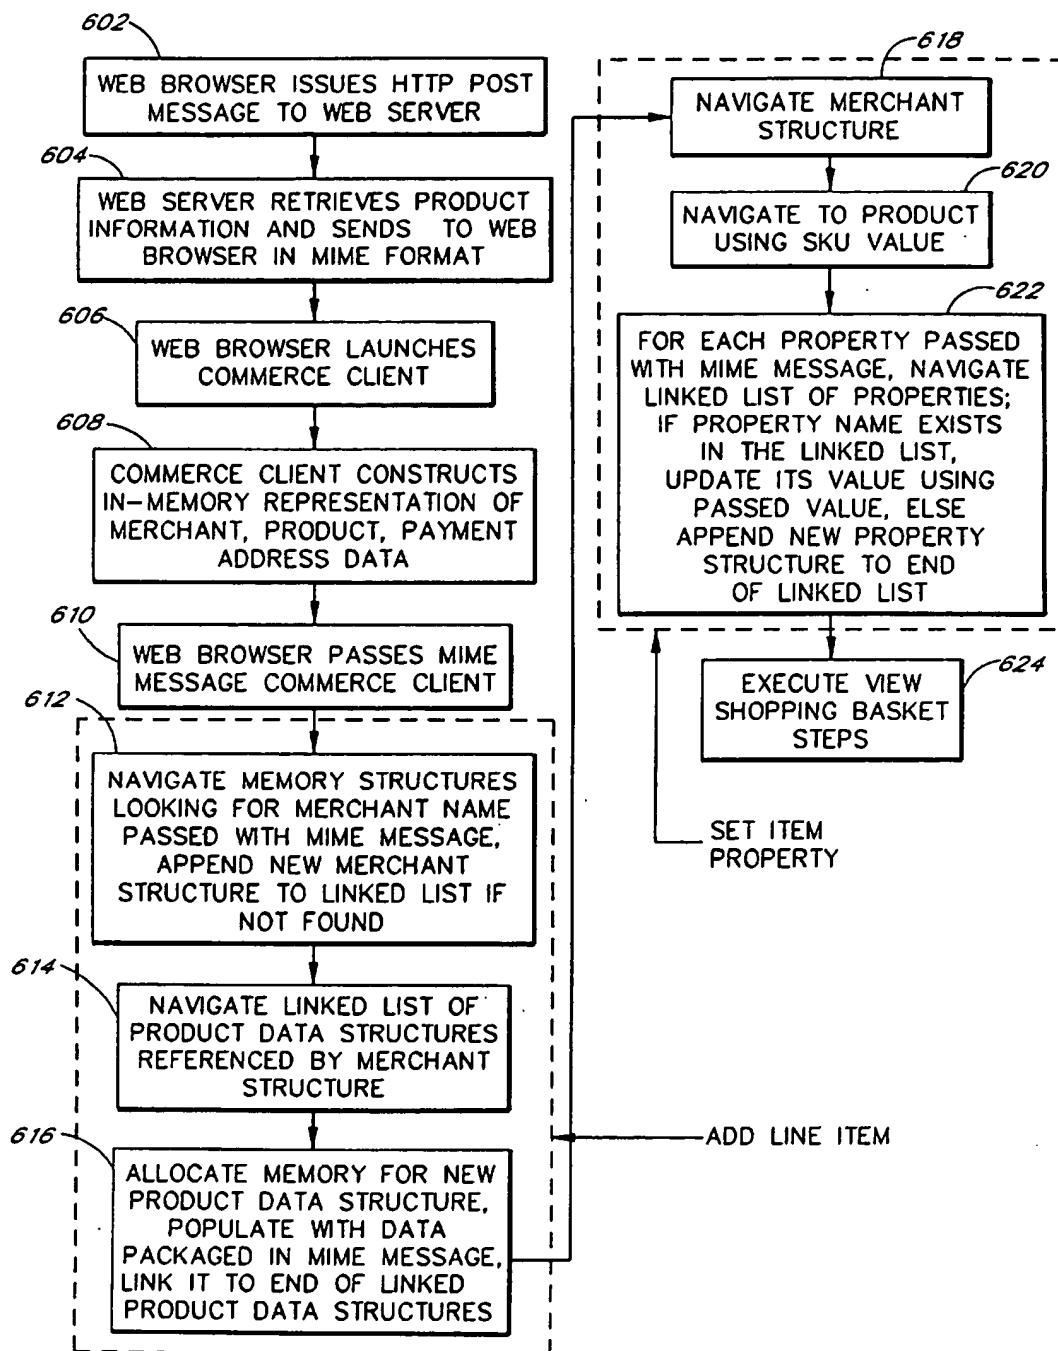 602
WEB BROWSER ISSUES HTTP POST
MESSAGE TO WEB SERVER
604
WEB SERVER RETRIEVES PRODUCT
INFORMATION AND SENDS TO WEB
BROWSER IN MIME FORMAT
606
WEB BROWSER LAUNCHES
COMMERCE CLIENT
608
COMMERCE CLIENT CONSTRUCTS
IN-MEMORY REPRESENTATION OF
MERCHANT, PRODUCT, PAYMENT
ADDRESS DATA
610
WEB BROWSER PASSES MIME
MESSAGE COMMERCE CLIENT
612
NAVIGATE MEMORY STRUCTURES
LOOKING FOR MERCHANT NAME
PASSED WITH MIME MESSAGE,
APPEND NEW MERCHANT
STRUCTURE TO LINKED LIST IF
NOT FOUND
614
NAVIGATE LINKED LIST OF
PRODUCT DATA STRUCTURES
REFERENCED BY MERCHANT
STRUCTURE
616
ALLOCATE MEMORY FOR NEW
PRODUCT DATA STRUCTURE,
POPULATE WITH DATA
PACKAGED IN MIME MESSAGE,
LINK IT TO END OF LINKED
PRODUCT DATA STRUCTURES
ADD LINE ITEM
618
NAVIGATE MERCHANT
STRUCTURE
620
NAVIGATE TO PRODUCT
USING SKU VALUE
622
FOR EACH PROPERTY PASSED
WITH MIME MESSAGE, NAVIGATE
LINKED LIST OF PROPERTIES;
IF PROPERTY NAME EXISTS
IN THE LINKED LIST,
UPDATE ITS VALUE USING
PASSED VALUE, ELSE
APPEND NEW PROPERTY
STRUCTURE TO END
OF LINKED LIST
624
EXECUTE VIEW
SHOPPING BASKET
STEPS
SET ITEM
PROPERTY